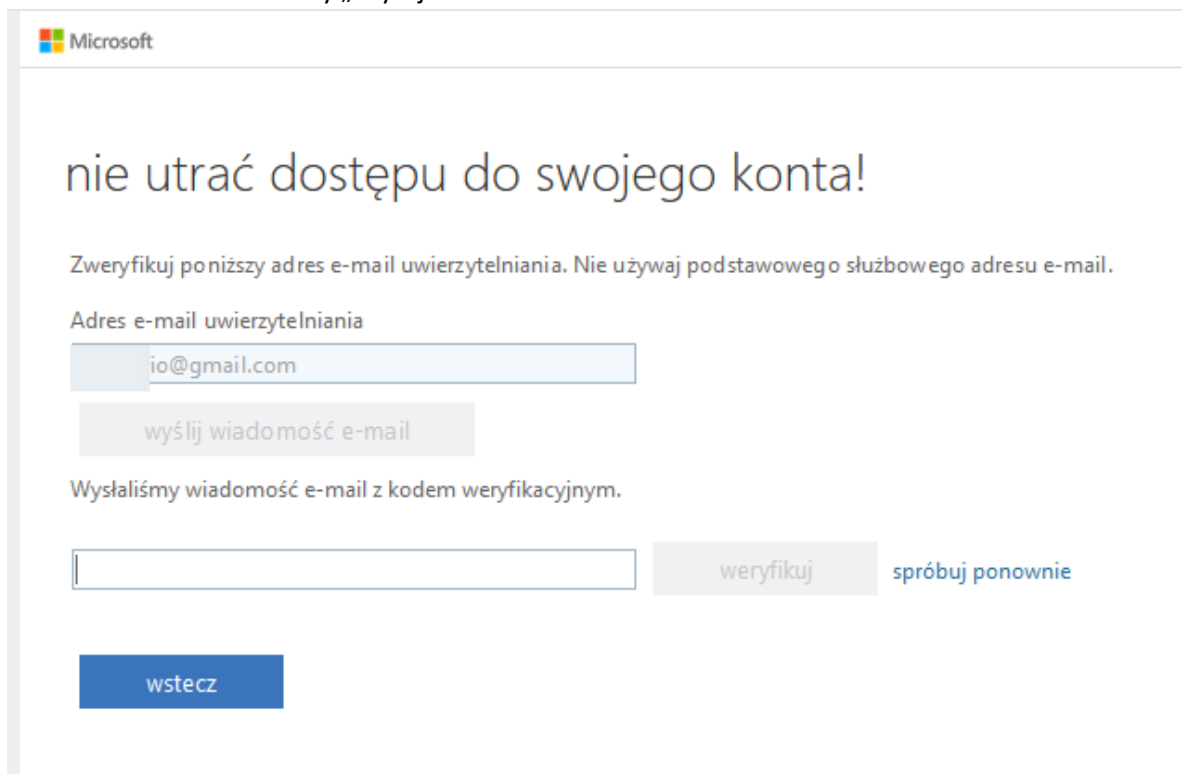 Microsoft
nie utrać dostępu do swojego konta!
Zweryfikuj poniższy adres e-mail uwierzytelniania. Nie używaj podstawowego służbowego adresu e-mail.
Adres e-mail uwierzytelniania
io@gmail.com
wyślij wiadomość e-mail
Wysłaliśmy wiadomość e-mail z kodem weryfikacyjnym.
weryfikuj spróbuj ponownie
wstecz